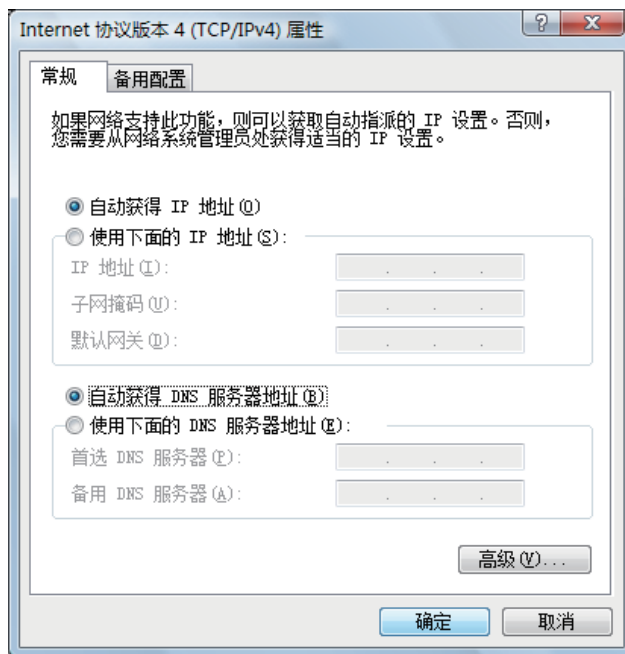 Internet 协议版本 4 (TCP/IPv4) 属性
常规 备用配置
如果网络支持此功能，则可以获取自动指派的 IP 设置。否则，
您需要从网络系统管理员处获得适当的 IP 设置。
自动获得 IP 地址(O)
使用下面的 IP 地址(S):
IP 地址(I):
子网掩码(U):
默认网关(D):
自动获得 DNS 服务器地址(B)
使用下面的 DNS 服务器地址(E):
首选 DNS 服务器(P):
备用 DNS 服务器(A):
高级(V)...
确定 取消